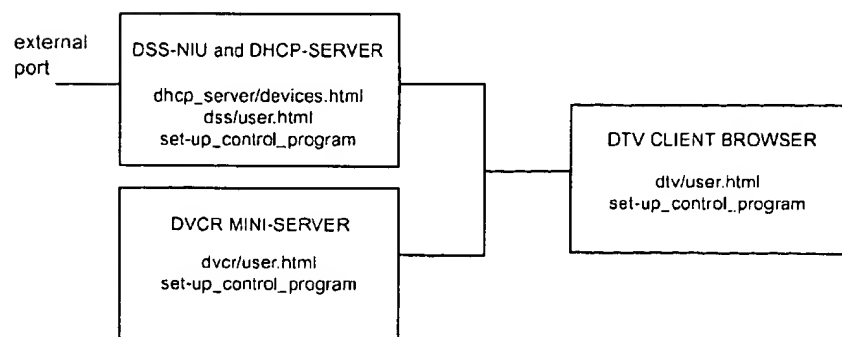 external
port
DSS-NIU and DHCP-SERVER
dhcp_server/devices.html
dss/user.html
set-up_control_program
DVCR MINI-SERVER
dvcr/user.html
set-up_control_program
DTV CLIENT BROWSER
dtv/user.html
set-up_control_program